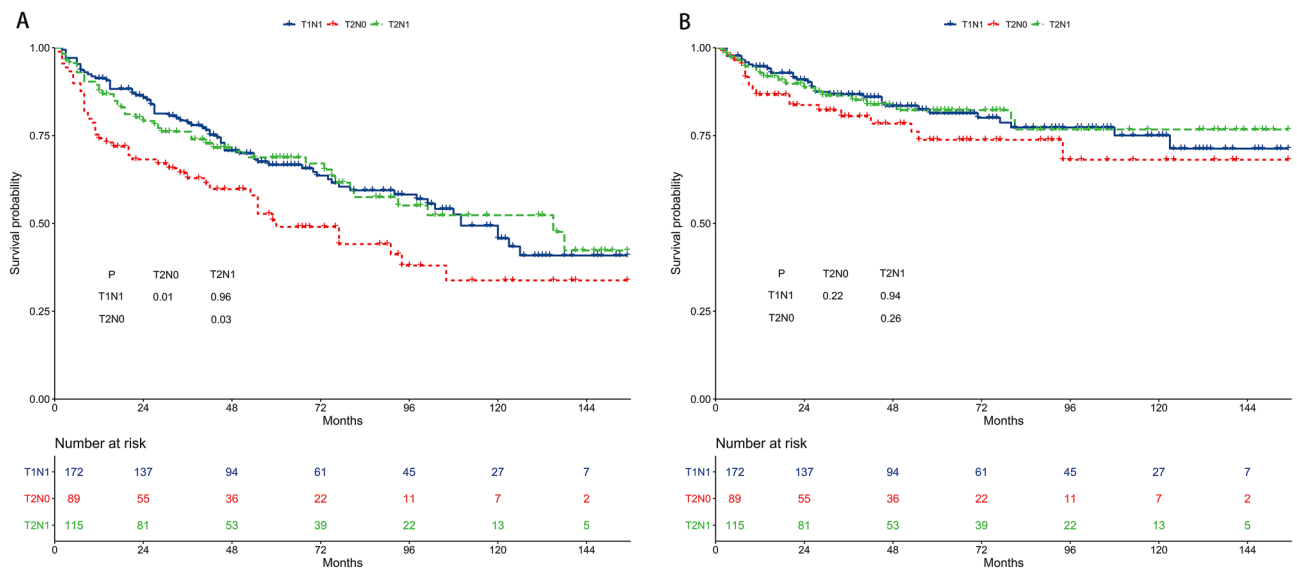 A
T1N1 T2N0 T2N1
1.00
0.75
0.50
0.25
0.00
Survival probability
P T2N0 T2N1
T1N1 0.01 0.96
T2N0 0.03
0 24 48 72 96 120 144
Months
Number at risk
T1N1 172 137 94 61 45 27 7
T2N0 89 55 36 22 11 7 2
T2N1 115 81 53 39 22 13 5
0 24 48 72 96 120 144
Months
B
T1N1 T2N0 T2N1
1.00
0.75
0.50
0.25
0.00
Survival probability
P T2N0 T2N1
T1N1 0.22 0.94
T2N0 0.26
0 24 48 72 96 120 144
Months
Number at risk
T1N1 172 137 94 61 45 27 7
T2N0 89 55 36 22 11 7 2
T2N1 115 81 53 39 22 13 5
0 24 48 72 96 120 144
Months